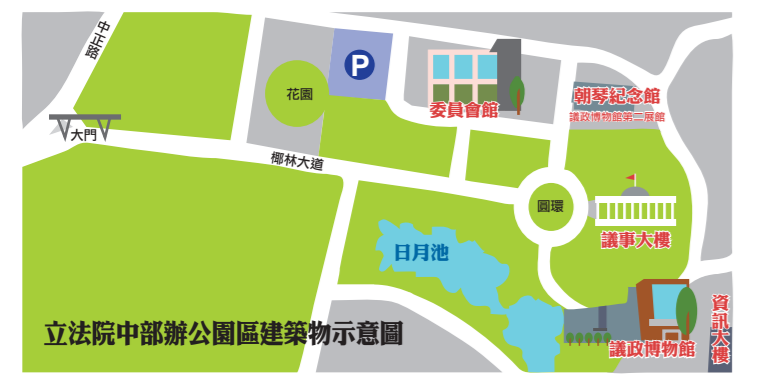 中正路
P
花園
委員會館
朝琴紀念館
議政博物館第二展館
大門
椰林大道
圓環
議事大樓
日月池
立法院中部辦公園區建築物示意圖
議政博物館
資訊大樓